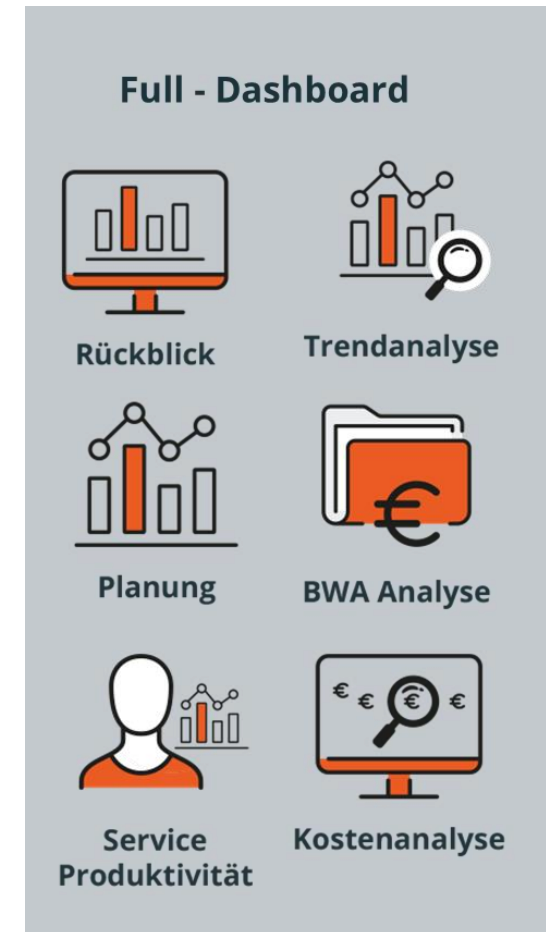 Full - Dashboard
Rückblick
Trendanalyse
Planung
BWA Analyse
€
Service
Produktivität
€ € € €
Kostenanalyse